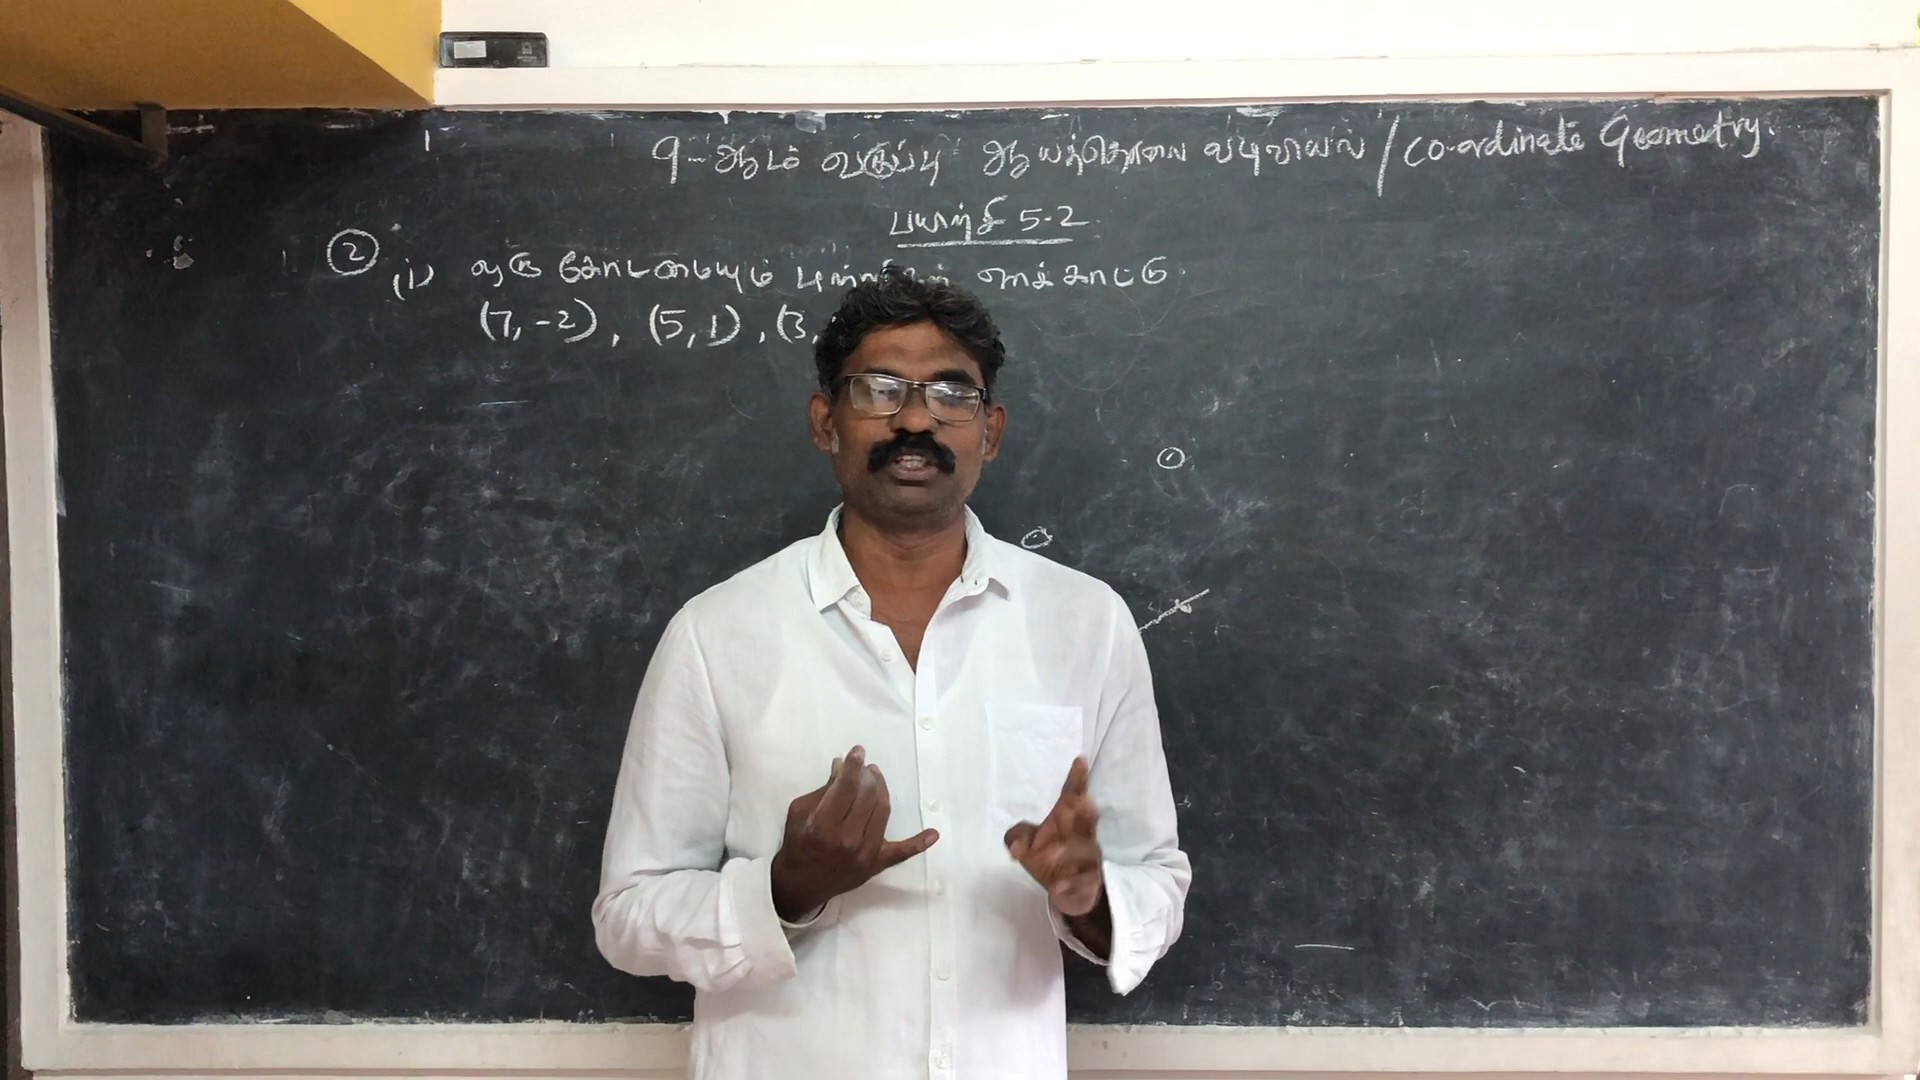 9-ஆம் வகுப்பு ஆயத்தொலை வடிவியல் / Co-ordinate Geometry.
பயிற்சி 5-2
② (i) ஒரு கோடமையும் எனக்காட்டு.
(7, -2), (5, 1), (3,